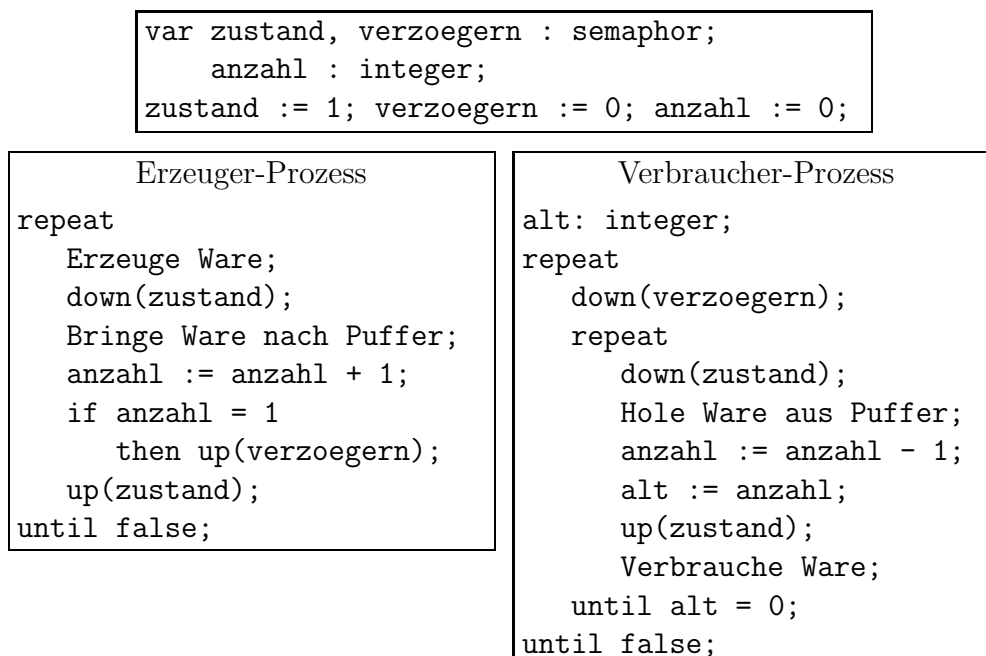 var zustand, verzoegern : semaphor;
    anzahl : integer;
zustand := 1; verzoegern := 0; anzahl := 0;
Erzeuger-Prozess
repeat
   Erzeuge Ware;
   down(zustand);
   Bringe Ware nach Puffer;
   anzahl := anzahl + 1;
   if anzahl = 1
      then up(verzoegern);
   up(zustand);
until false;
Verbraucher-Prozess
alt: integer;
repeat
   down(verzoegern);
   repeat
      down(zustand);
      Hole Ware aus Puffer;
      anzahl := anzahl - 1;
      alt := anzahl;
      up(zustand);
      Verbrauche Ware;
   until alt = 0;
until false;